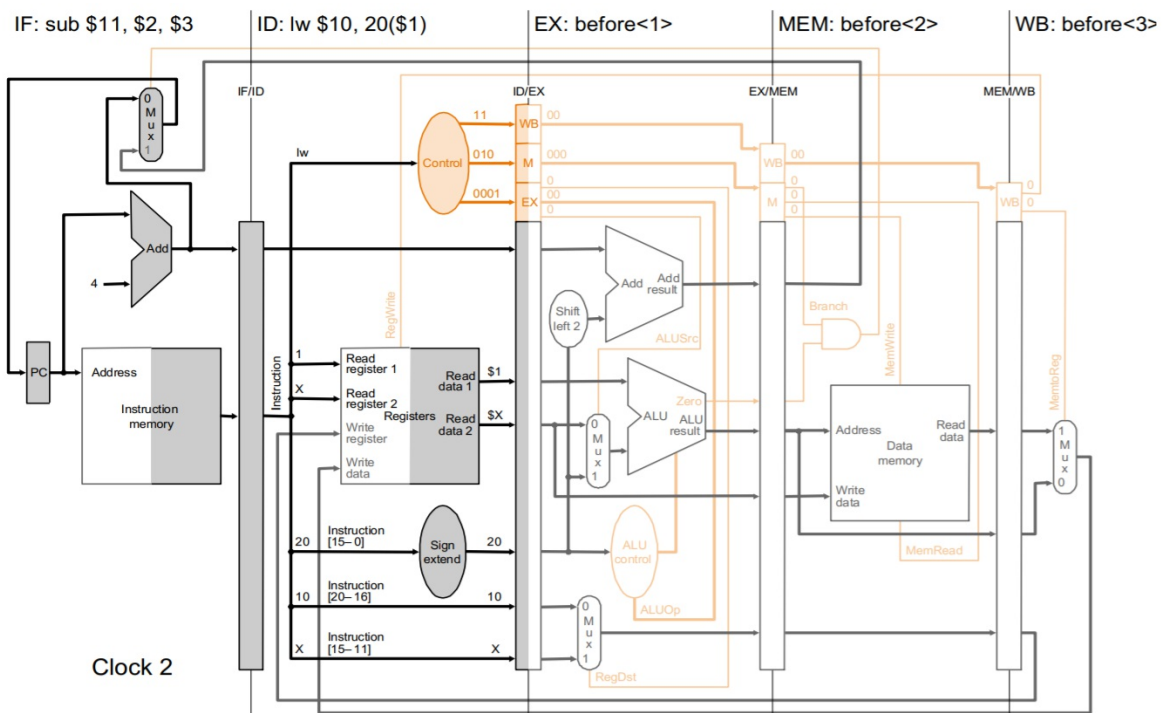 IF: sub $11, $2, $3
ID: lw $10, 20($1)
EX: before<1>
MEM: before<2>
WB: before<3>
IF/ID
ID/EX
EX/MEM
MEM/WB
0
M
u
x
1
Add
4
PC
Address
Instruction
memory
lw
Control
11
010
0001
WB
M
EX
00
000
0
00
0
WB
M
00
0
0
WB
0
0
RegWrite
Instruction
1
X
Read
register 1
Read
register 2
Registers
Write
register
Write
data
Read
data 1
Read
data 2
$1
$X
20
Instruction
[15–0]
Sign
extend
20
10
Instruction
[20–16]
10
X
Instruction
[15–11]
X
Add
Add
result
Shift
left 2
ALUSrc
0
M
u
x
1
ALU
Zero
ALU
result
ALU
control
ALUOp
0
M
u
x
1
RegDst
Branch
MemWrite
Address
Read
data
Data
memory
Write
data
MemRead
MemtoReg
1
M
u
x
0
Clock 2